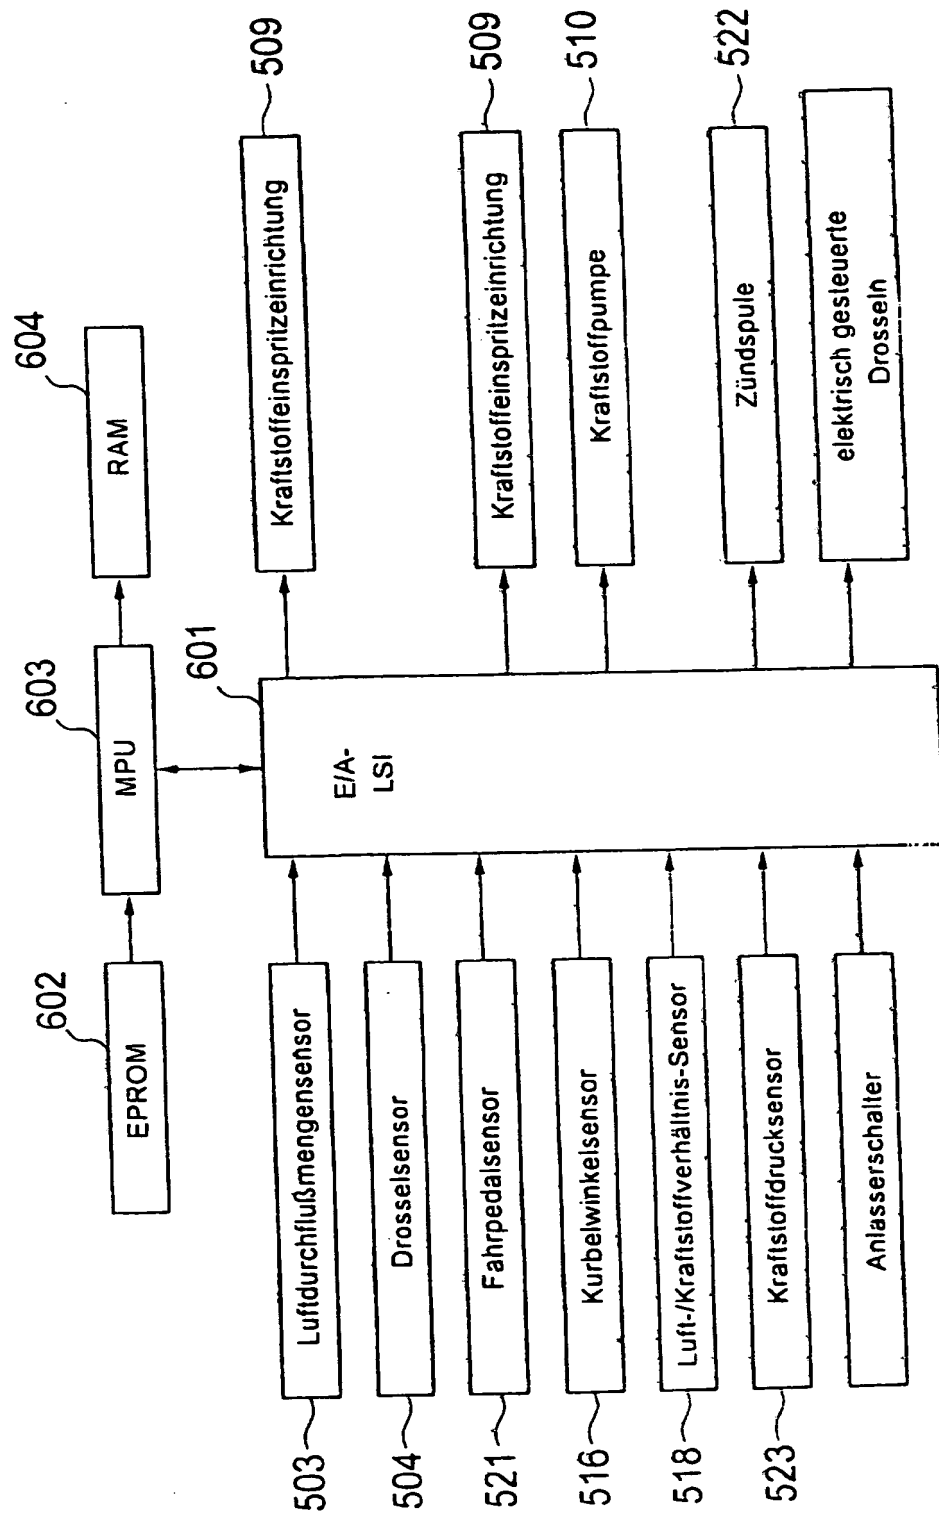 602
EPROM
603
MPU
604
RAM
601
E/A-
LSI
503
Luftdurchflußmengensensor
504
Drosselsensor
521
Fahrpedalsensor
516
Kurbelwinkelsensor
518
Luft-/Kraftstoffverhältnis-Sensor
523
Kraftstoffdrucksensor
Anlasserschalter
Kraftstoffeinspritzeinrichtung
509
Kraftstoffeinspritzeinrichtung
509
Kraftstoffpumpe
510
Zündspule
522
elektrisch gesteuerte
Drosseln